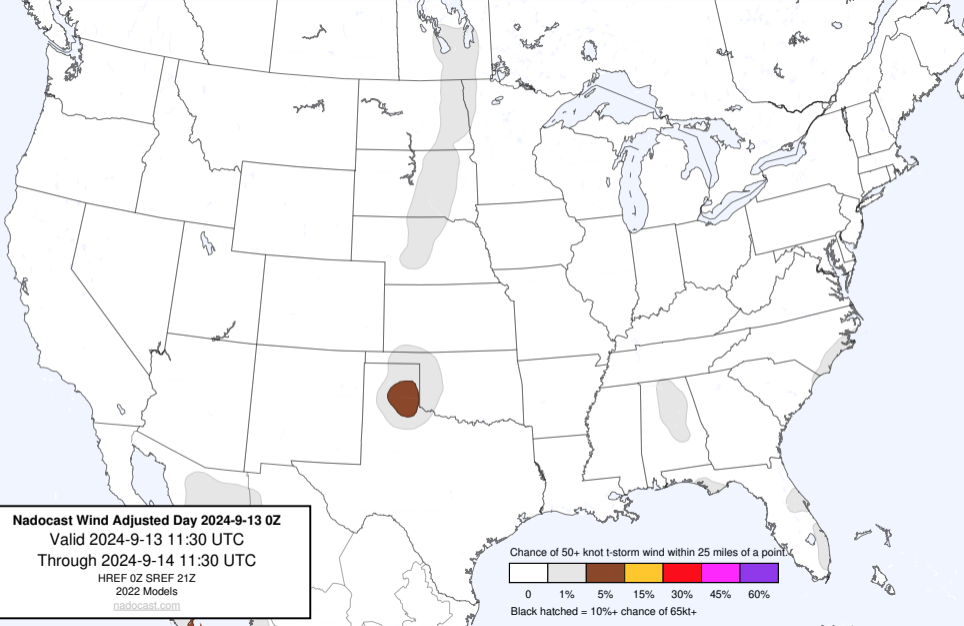 Nadocast Wind Adjusted Day 2024-9-13 0Z
Valid 2024-9-13 11:30 UTC
Through 2024-9-14 11:30 UTC
HREF 0Z SREF 21Z
2022 Models
nadocast.com
Chance of 50+ knot t-storm wind within 25 miles of a point.
0 1% 5% 15% 30% 45% 60%
Black hatched = 10%+ chance of 65kt+